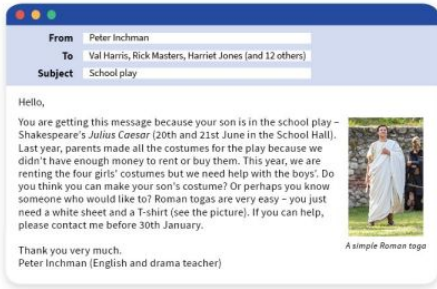 From Peter Inchman
To Val Harris, Rick Masters, Harriet Jones (and 12 others)
Subject School play
Hello,
You are getting this message because your son is in the school play –
Shakespeare's Julius Caesar (20th and 21st June in the School Hall).
Last year, parents made all the costumes for the play because we
didn't have enough money to rent or buy them. This year, we are
renting the four girls' costumes but we need help with the boys'. Do
you think you can make your son's costume? Or perhaps you know
someone who would like to? Roman togas are very easy – you just
need a white sheet and a T-shirt (see the picture). If you can help,
please contact me before 30th January.
A simple Roman toga
Thank you very much.
Peter Inchman (English and drama teacher)